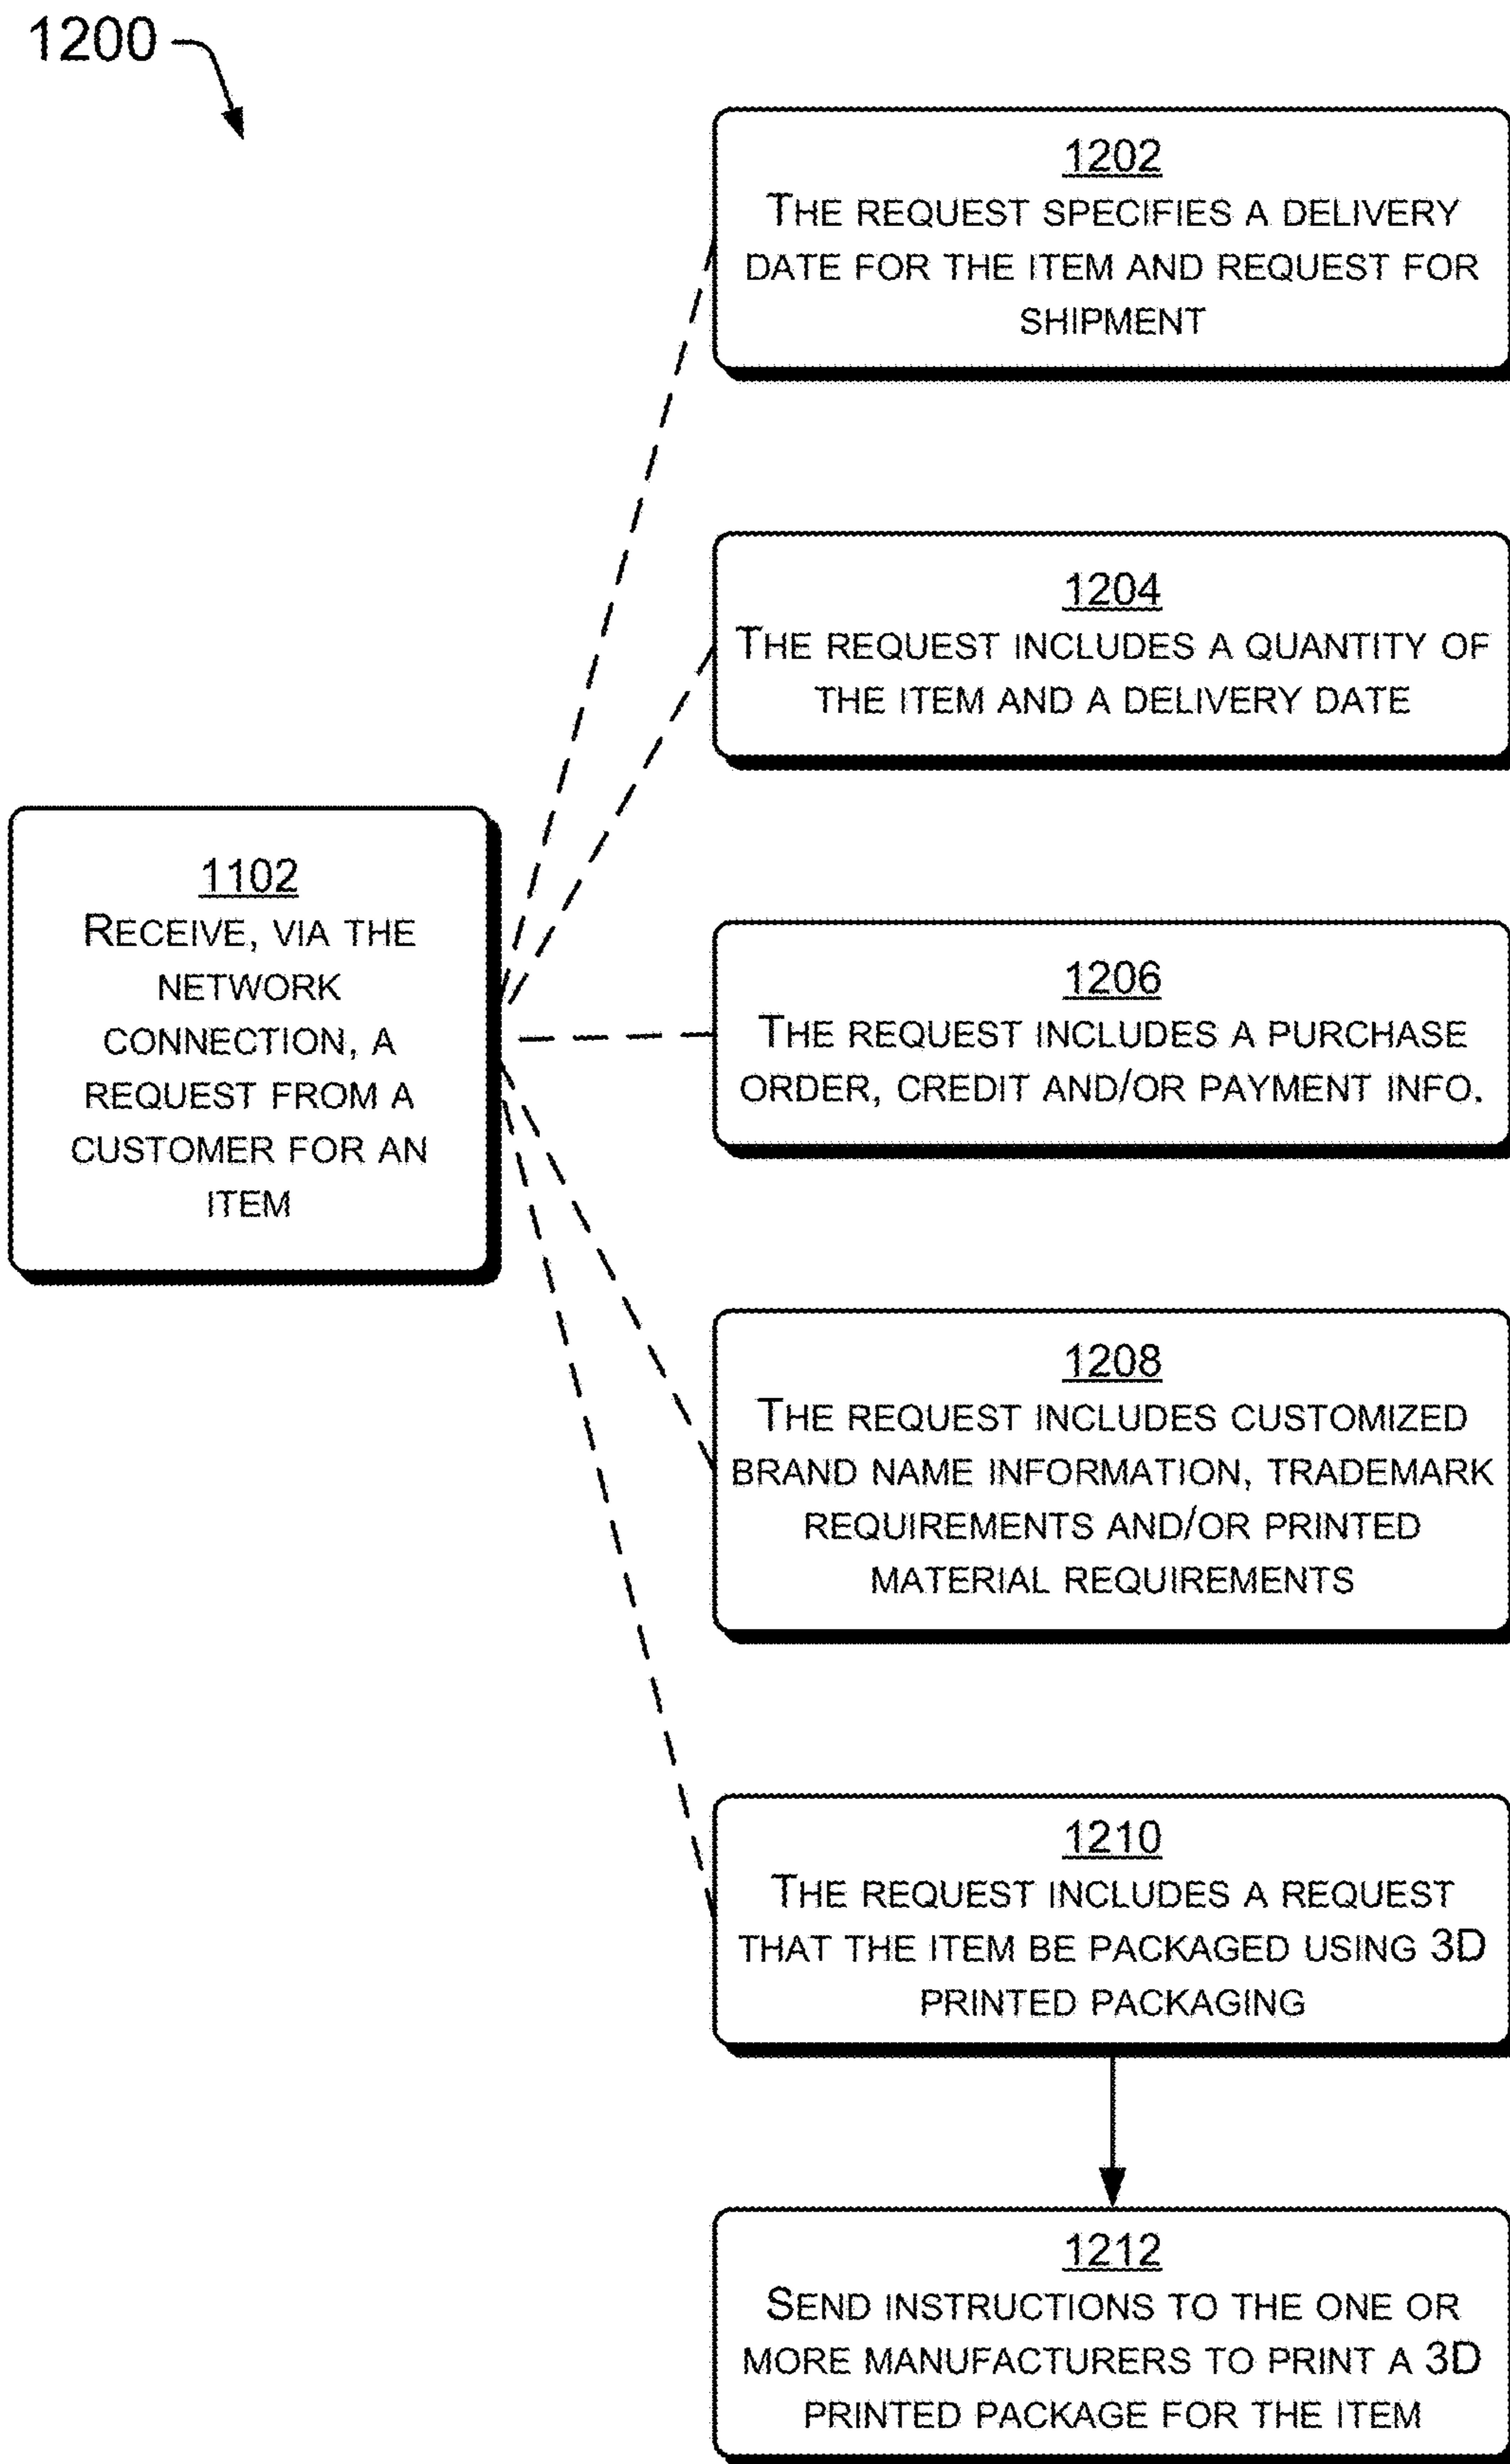 1200
1202
THE REQUEST SPECIFIES A DELIVERY
DATE FOR THE ITEM AND REQUEST FOR
SHIPMENT
1204
THE REQUEST INCLUDES A QUANTITY OF
THE ITEM AND A DELIVERY DATE
1102
RECEIVE, VIA THE
NETWORK
CONNECTION, A
REQUEST FROM A
CUSTOMER FOR AN
ITEM
1206
THE REQUEST INCLUDES A PURCHASE
ORDER, CREDIT AND/OR PAYMENT INFO.
1208
THE REQUEST INCLUDES CUSTOMIZED
BRAND NAME INFORMATION, TRADEMARK
REQUIREMENTS AND/OR PRINTED
MATERIAL REQUIREMENTS
1210
THE REQUEST INCLUDES A REQUEST
THAT THE ITEM BE PACKAGED USING 3D
PRINTED PACKAGING
1212
SEND INSTRUCTIONS TO THE ONE OR
MORE MANUFACTURERS TO PRINT A 3D
PRINTED PACKAGE FOR THE ITEM